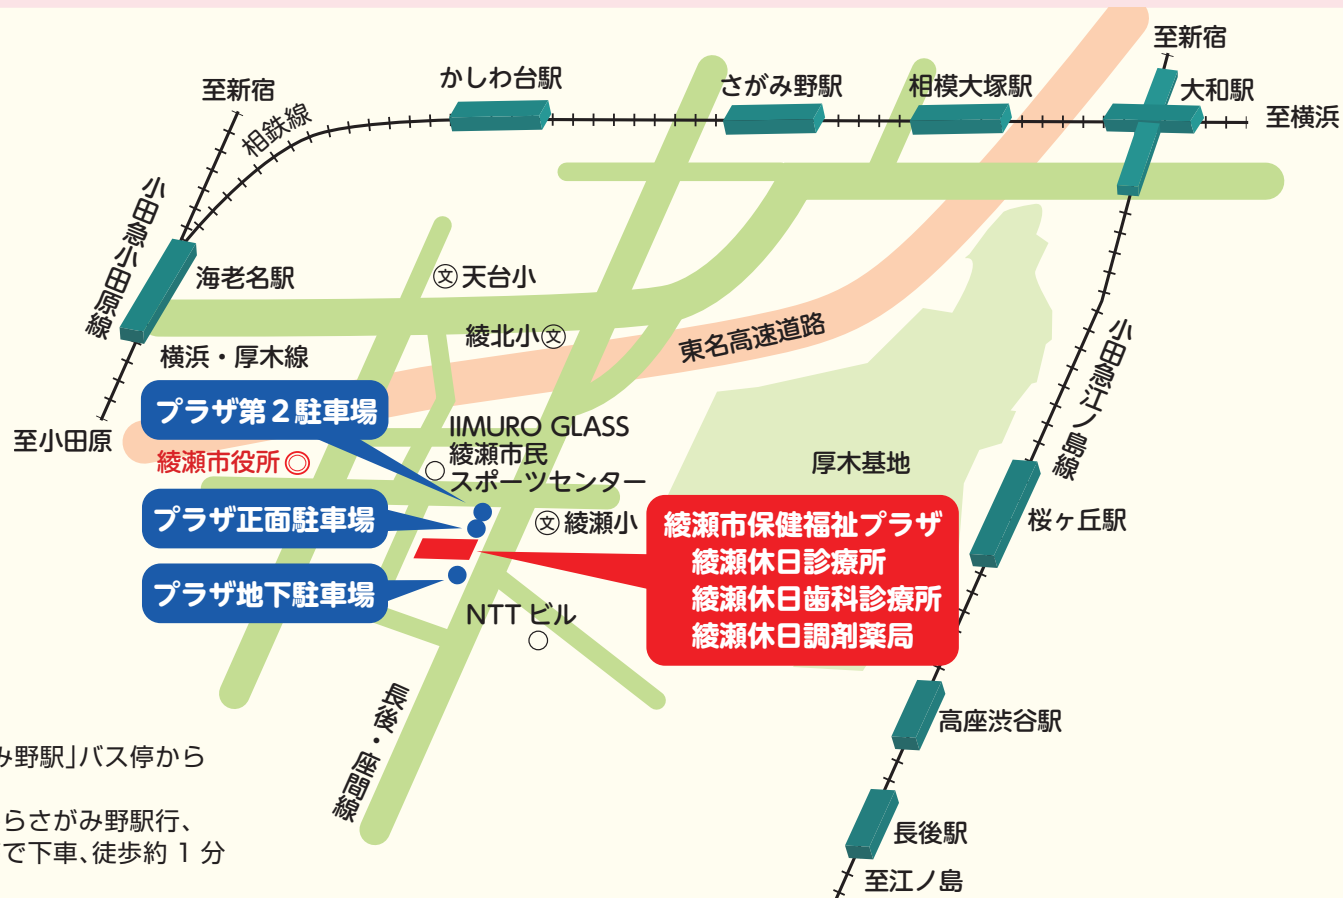 至新宿
かしわ台駅
さがみ野駅
相模大塚駅
大和駅
至新宿
至横浜
相鉄線
小田急小田原線
海老名駅
文 天台小
綾北小 文
横浜・厚木線
東名高速道路
小田急江ノ島線
プラザ第2駐車場
至小田原
綾瀬市役所◎
IIMURO GLASS
綾瀬市民
スポーツセンター
厚木基地
プラザ正面駐車場
文 綾瀬小
綾瀬市保健福祉プラザ
綾瀬休日診療所
綾瀬休日歯科診療所
綾瀬休日調剤薬局
桜ヶ丘駅
プラザ地下駐車場
NTT ビル
長後・座間線
高座渋谷駅
み野駅」バス停から
らさがみ野駅行、
で下車、徒歩約 1 分
長後駅
至江ノ島